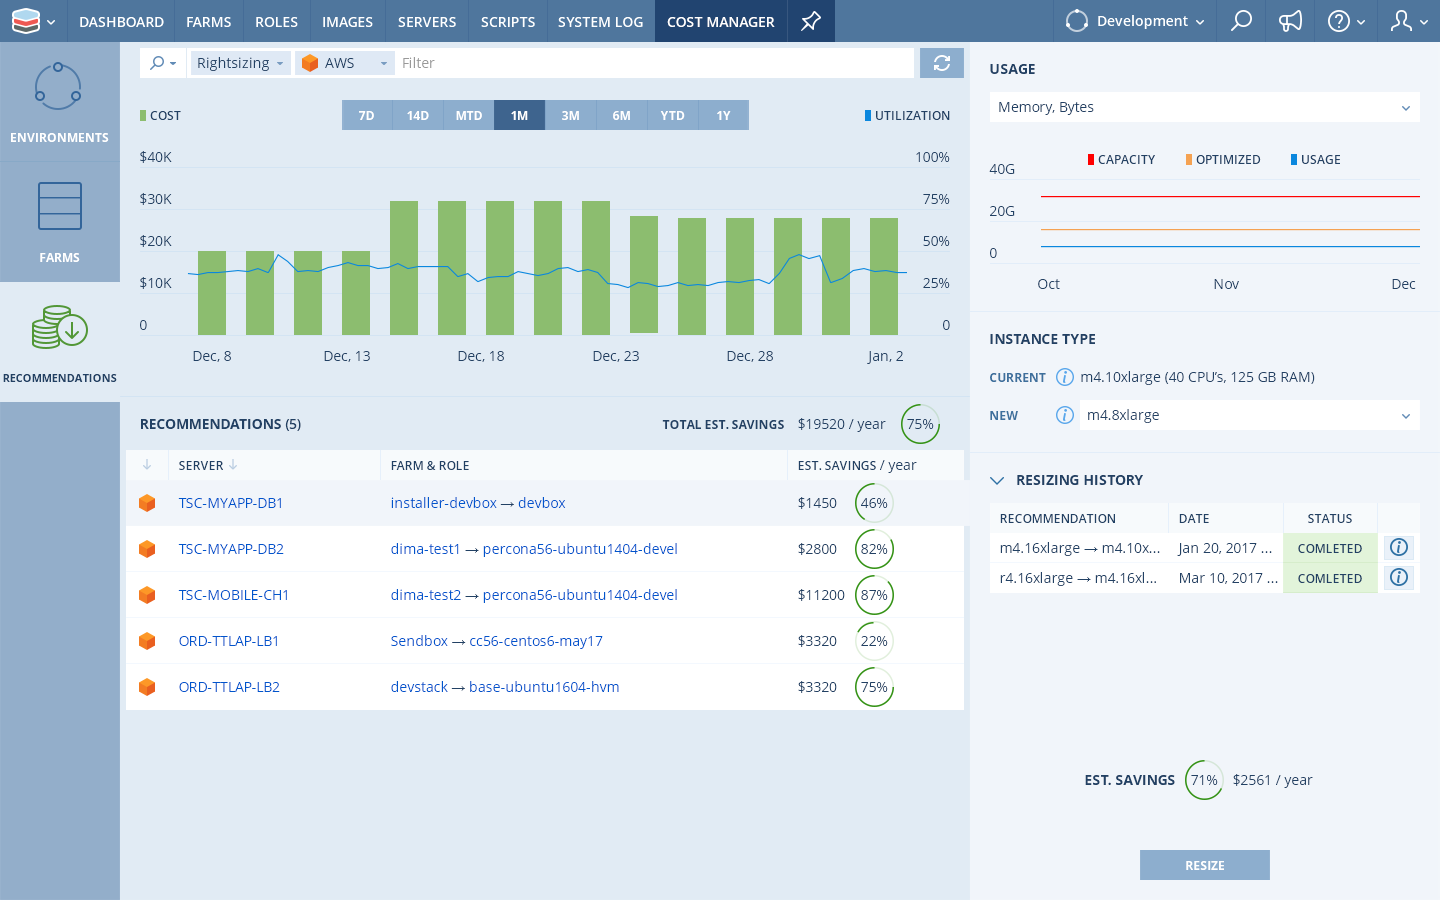 DASHBOARD FARMS ROLES IMAGES SERVERS SCRIPTS SYSTEM LOG COST MANAGER Development
ENVIRONMENTS
FARMS
RECOMMENDATIONS
Rightsizing AWS Filter
COST 7D 14D MTD 1M 3M 6M YTD 1Y UTILIZATION
$40K 100%
$30K 75%
$20K 50%
$10K 25%
0 0
Dec, 8 Dec, 13 Dec, 18 Dec, 23 Dec, 28 Jan, 2
RECOMMENDATIONS (5) TOTAL EST. SAVINGS $19520 / year 75%
SERVER FARM & ROLE EST. SAVINGS / year
TSC-MYAPP-DB1 installer-devbox → devbox $1450 46%
TSC-MYAPP-DB2 dima-test1 → percona56-ubuntu1404-devel $2800 82%
TSC-MOBILE-CH1 dima-test2 → percona56-ubuntu1404-devel $11200 87%
ORD-TTLAP-LB1 Sendbox → cc56-centos6-may17 $3320 22%
ORD-TTLAP-LB2 devstack → base-ubuntu1604-hvm $3320 75%
USAGE
Memory, Bytes
CAPACITY OPTIMIZED USAGE
40G
20G
0
Oct Nov Dec
INSTANCE TYPE
CURRENT m4.10xlarge (40 CPU's, 125 GB RAM)
NEW m4.8xlarge
RESIZING HISTORY
RECOMMENDATION DATE STATUS
m4.16xlarge → m4.10x... Jan 20, 2017 ... COMLETED
r4.16xlarge → m4.16xl... Mar 10, 2017 ... COMLETED
EST. SAVINGS 71% $2561 / year
RESIZE